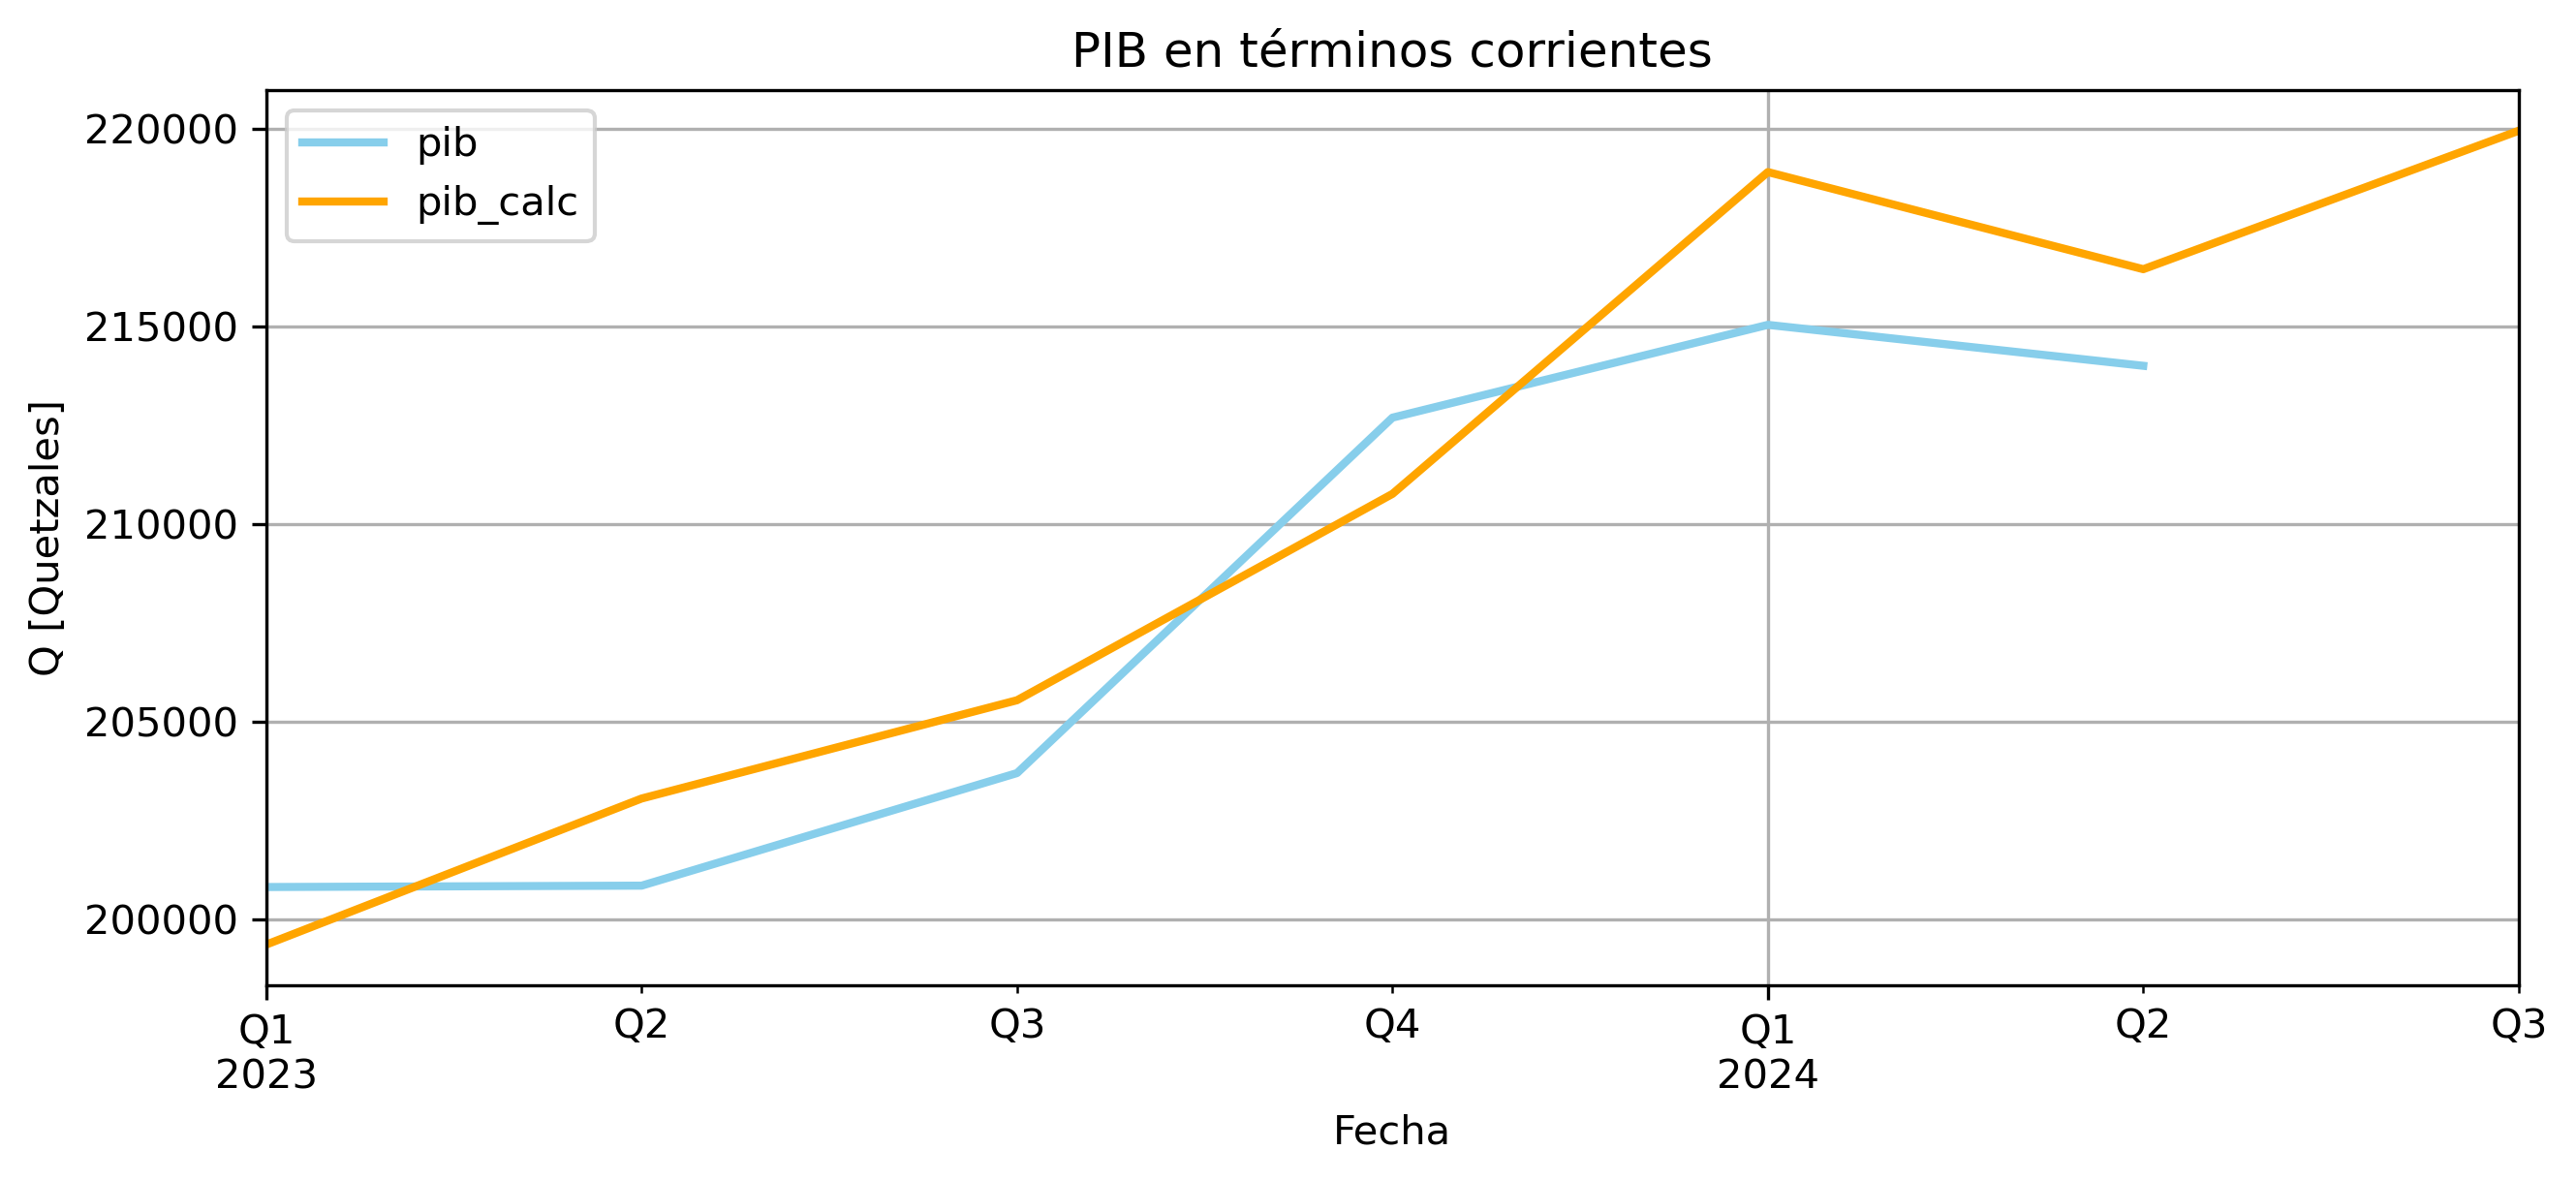 PIB en términos corrientes
pib
pib_calc
220000
215000
210000
205000
200000
Q [Quetzales]
Q1 Q2 Q3 Q4 Q1 Q2 Q3
2023 2024
Fecha